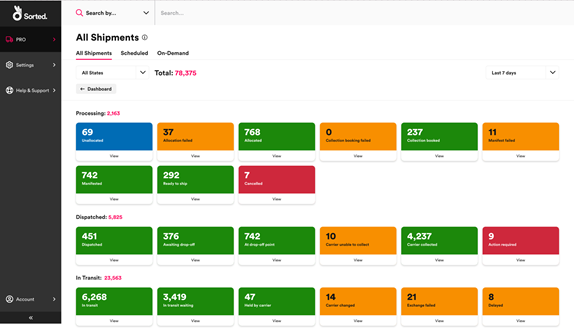 Sorted.
Search by...
Search...
PRO
Settings
Help & Support
Account
All Shipments
All Shipments Scheduled On-Demand
All States
Total: 78,375
Last 7 days
← Dashboard
Processing: 2,163
69 37 768 0 237 11
Unallocated Allocation failed Allocated Collection booking failed Collection booked Manifest failed
View View View View View View
742 292 7
Manifested Ready to ship Cancelled
View View View
Dispatched: 5,825
451 376 742 10 4,237 9
Dispatched Awaiting drop-off At drop-off point Carrier unable to collect Carrier collected Action required
View View View View View View
In Transit: 23,563
6,268 3,419 47 14 21 8
In transit In transit waiting Held by carrier Carrier changed Exchange failed Delayed
View View View View View View